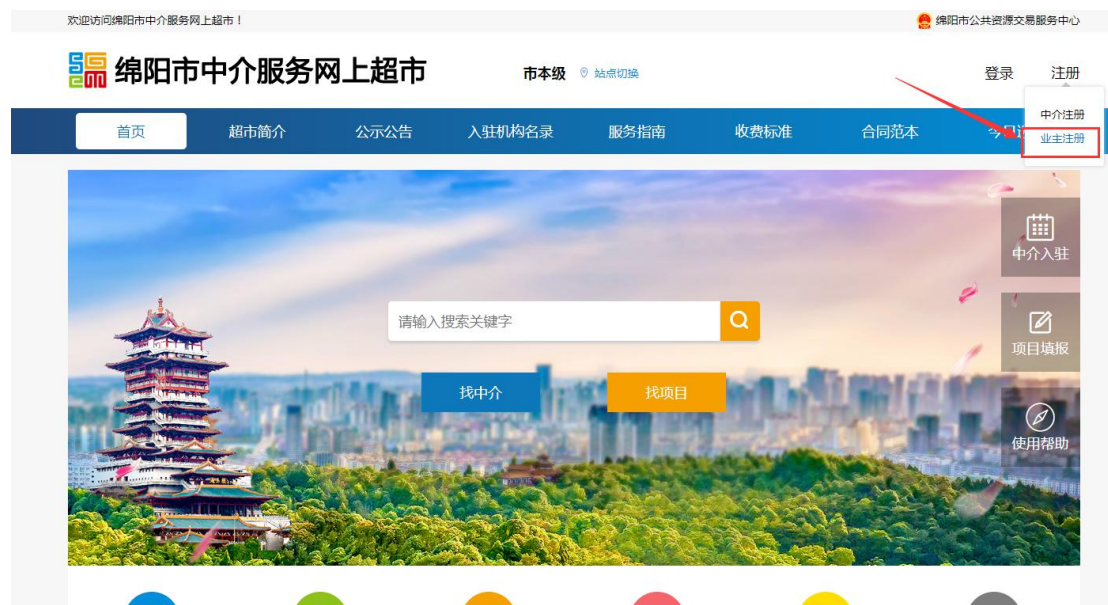 欢迎访问绵阳市中介服务网上超市！
绵阳市公共资源交易服务中心
绵阳市中介服务网上超市
市本级
站点切换
登录
注册
中介注册
业主注册
首页
超市简介
公示公告
入驻机构名录
服务指南
收费标准
合同范本
今日
中介入驻
请输入搜索关键字
项目填报
找中介
找项目
使用帮助